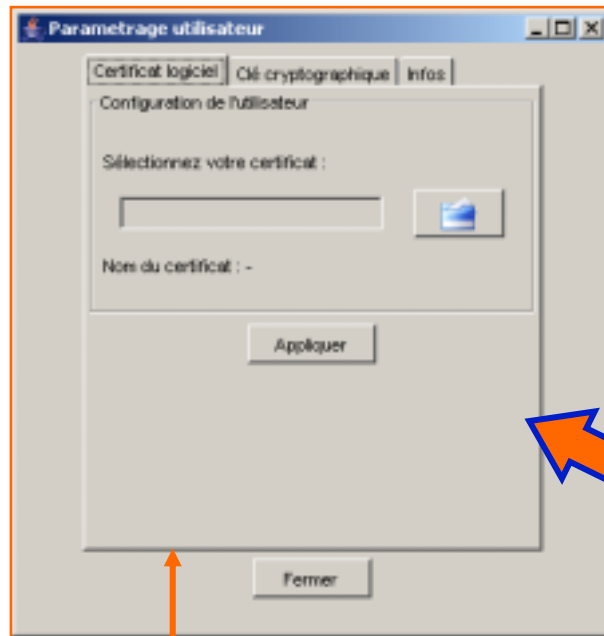 Parametrage utilisateur
Certificat logiciel Clé cryptographique Infos
Configuration de l'utilisateur
Sélectionnez votre certificat :
Nom du certificat : -
Appliquer
Fermer